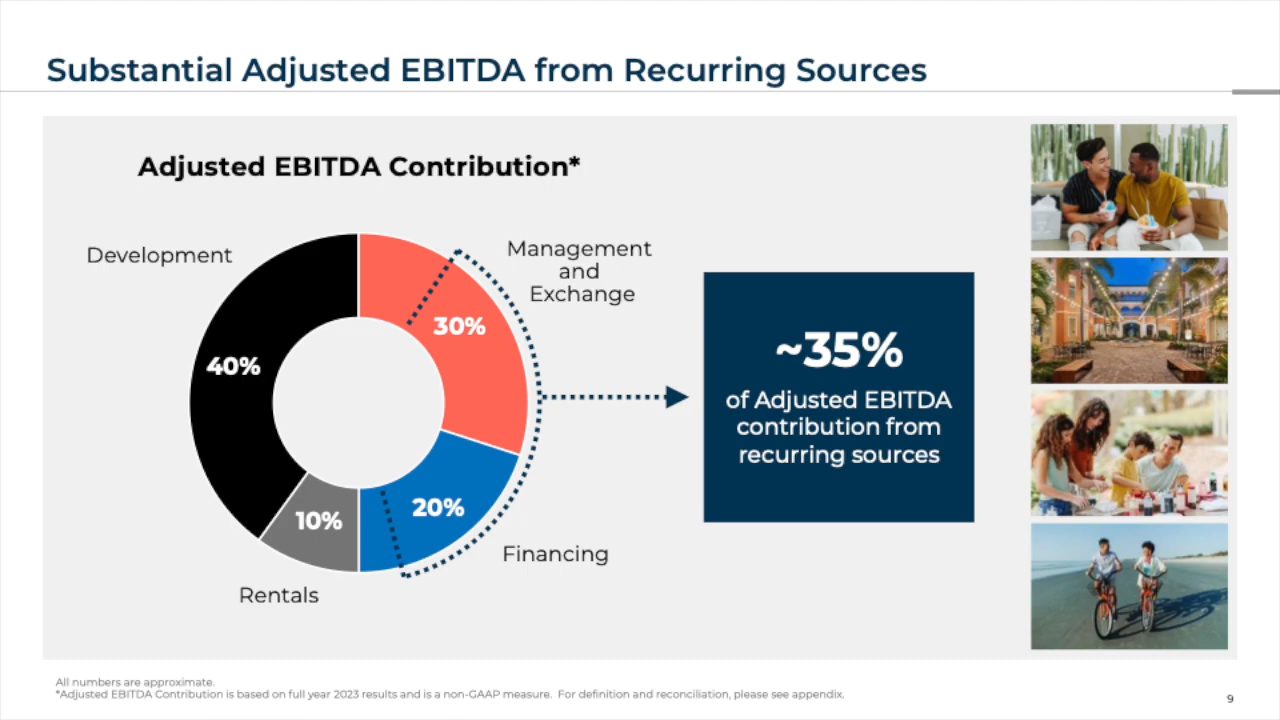 Substantial Adjusted EBITDA from Recurring Sources
Adjusted EBITDA Contribution*
Development
Management
and
Exchange
30%
40%
20%
10%
Financing
Rentals
~35%
of Adjusted EBITDA
contribution from
recurring sources
All numbers are approximate.
*Adjusted EBITDA Contribution is based on full year 2023 results and is a non-GAAP measure. For definition and reconciliation, please see appendix.
9